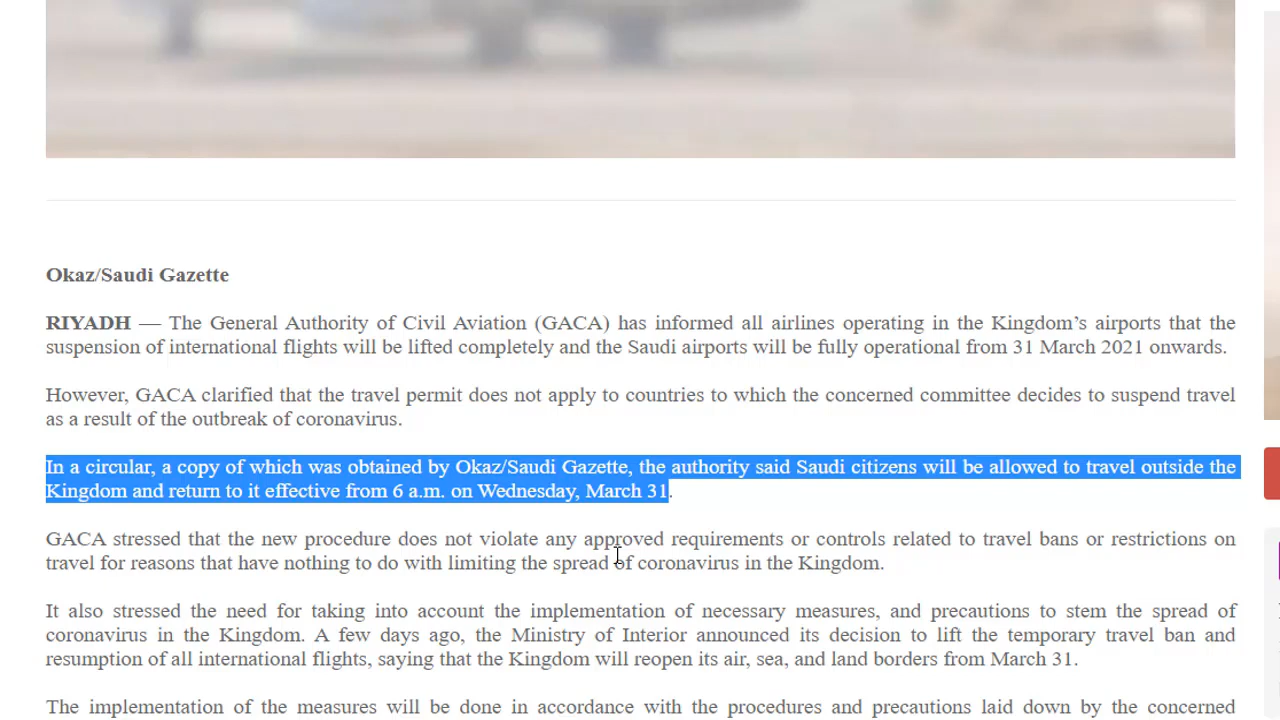 Okaz/Saudi Gazette
RIYADH — The General Authority of Civil Aviation (GACA) has informed all airlines operating in the Kingdom’s airports that the
suspension of international flights will be lifted completely and the Saudi airports will be fully operational from 31 March 2021 onwards.
However, GACA clarified that the travel permit does not apply to countries to which the concerned committee decides to suspend travel
as a result of the outbreak of coronavirus.
In a circular, a copy of which was obtained by Okaz/Saudi Gazette, the authority said Saudi citizens will be allowed to travel outside the
Kingdom and return to it effective from 6 a.m. on Wednesday, March 31.
GACA stressed that the new procedure does not violate any approved requirements or controls related to travel bans or restrictions on
travel for reasons that have nothing to do with limiting the spread of coronavirus in the Kingdom.
It also stressed the need for taking into account the implementation of necessary measures, and precautions to stem the spread of
coronavirus in the Kingdom. A few days ago, the Ministry of Interior announced its decision to lift the temporary travel ban and
resumption of all international flights, saying that the Kingdom will reopen its air, sea, and land borders from March 31.
The implementation of the measures will be done in accordance with the procedures and precautions laid down by the concerned